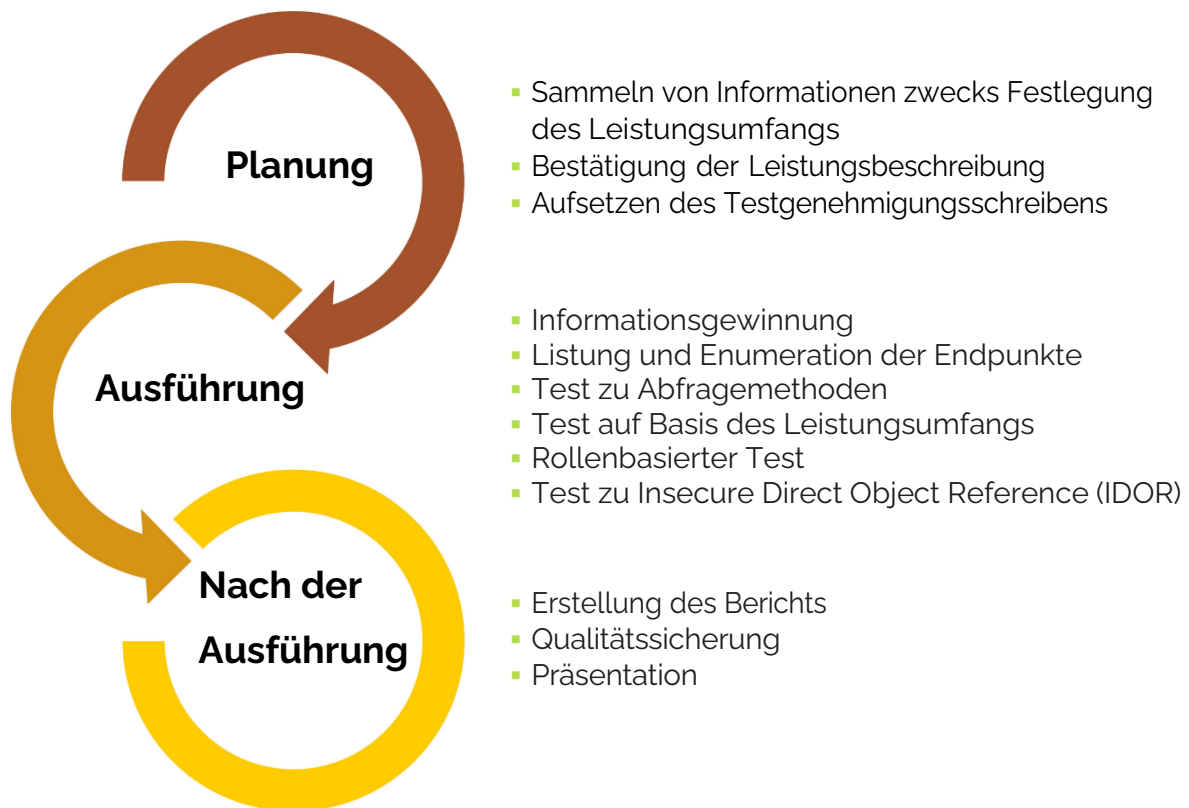 Planung
▪ Sammeln von Informationen zwecks Festlegung
des Leistungsumfangs
▪ Bestätigung der Leistungsbeschreibung
▪ Aufsetzen des Testgenehmigungsschreibens
Ausführung
▪ Informationsgewinnung
▪ Listung und Enumeration der Endpunkte
▪ Test zu Abfragemethoden
▪ Test auf Basis des Leistungsumfangs
▪ Rollenbasierter Test
▪ Test zu Insecure Direct Object Reference (IDOR)
Nach der
Ausführung
▪ Erstellung des Berichts
▪ Qualitätssicherung
▪ Präsentation